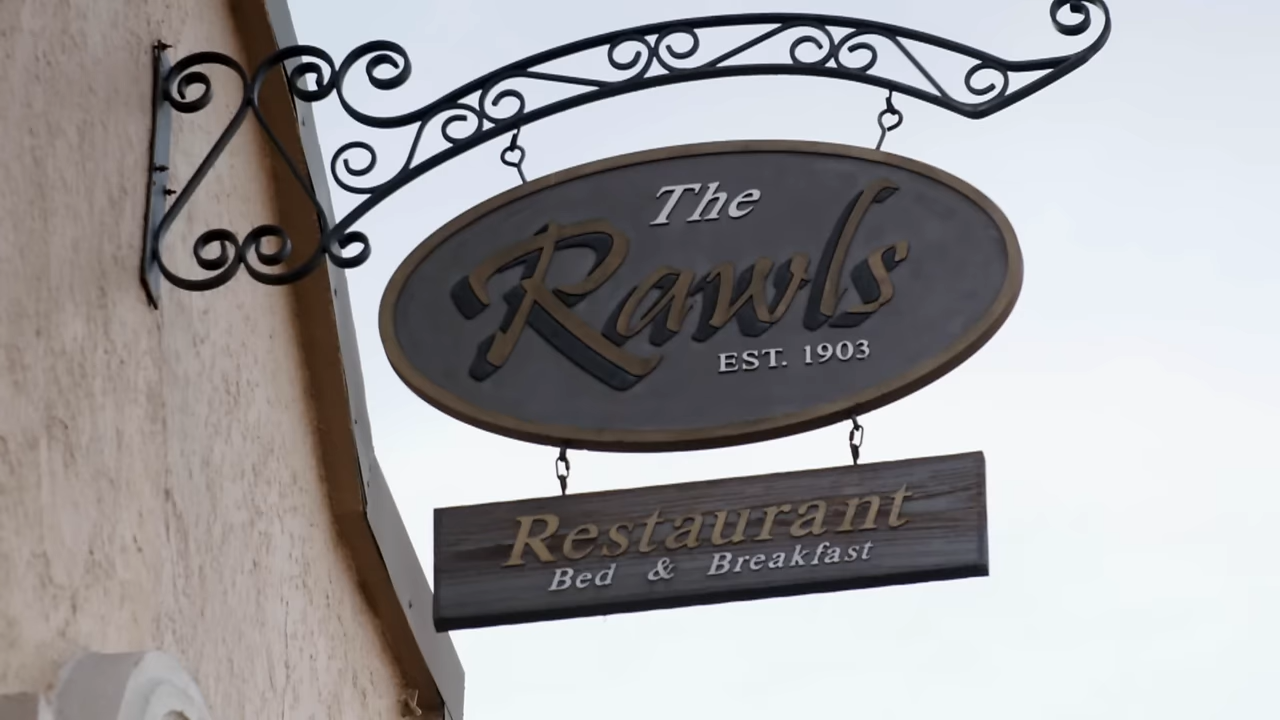 The
Rawls
EST. 1903
Restaurant
Bed & Breakfast